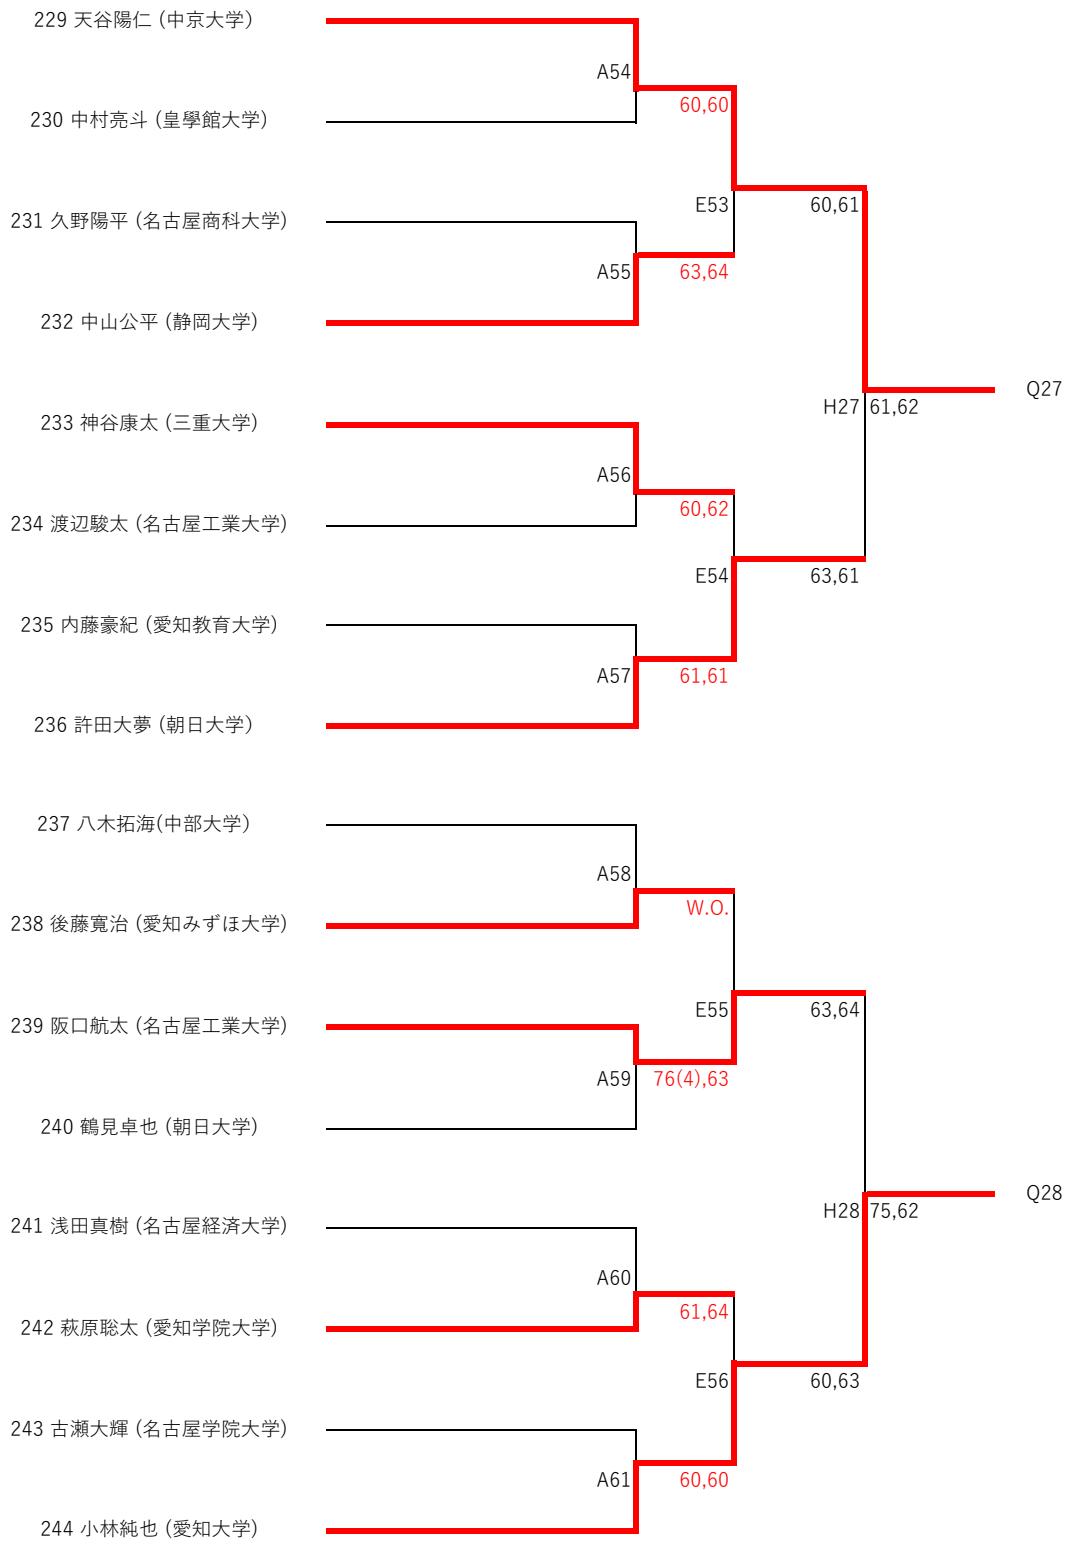 229 天谷陽仁 (中京大学)
A54
60,60
230 中村亮斗 (皇學館大学)
E53
60,61
231 久野陽平 (名古屋商科大学)
A55
63,64
232 中山公平 (静岡大学)
Q27
H27
61,62
233 神谷康太 (三重大学)
A56
60,62
234 渡辺駿太 (名古屋工業大学)
E54
63,61
235 内藤豪紀 (愛知教育大学)
A57
61,61
236 許田大夢 (朝日大学)
237 八木拓海(中部大学)
A58
W.O.
238 後藤寛治 (愛知みずほ大学)
E55
63,64
239 阪口航太 (名古屋工業大学)
A59
76(4),63
240 鶴見卓也 (朝日大学)
Q28
H28
75,62
241 浅田真樹 (名古屋経済大学)
A60
61,64
242 萩原聡太 (愛知学院大学)
E56
60,63
243 古瀬大輝 (名古屋学院大学)
A61
60,60
244 小林純也 (愛知大学)